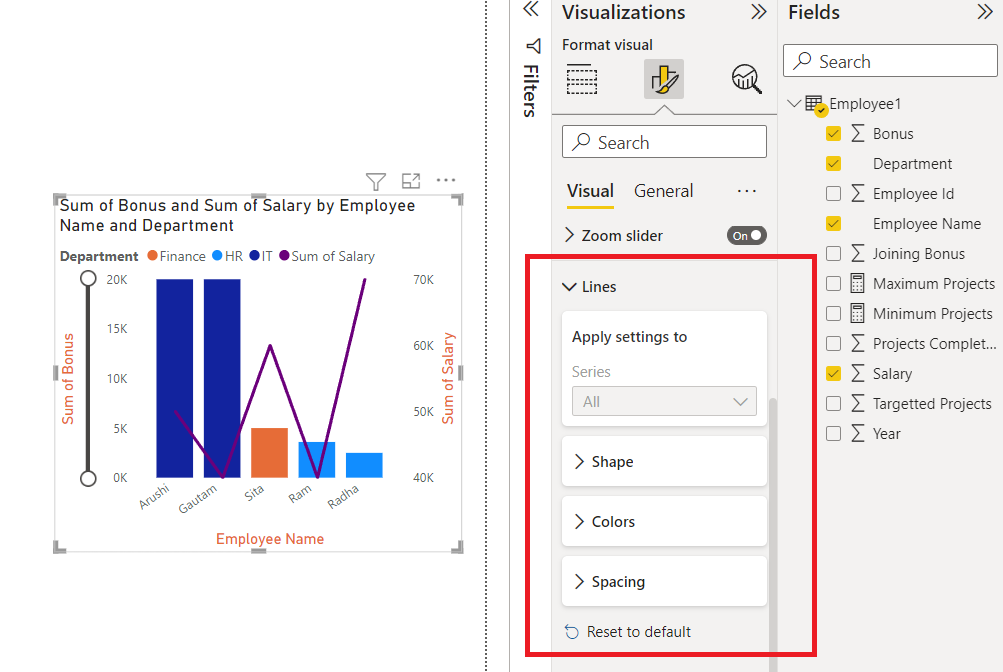 Sum of Bonus and Sum of Salary by Employee
Name and Department
Department Finance HR IT Sum of Salary
20K
15K
10K
5K
0K
Sum of Bonus
70K
60K
50K
40K
Sum of Salary
Arushi
Gautam
Sita
Ram
Radha
Employee Name
Filters
Visualizations
Format visual
Search
Visual General
Zoom slider On
Lines
Apply settings to
Series
All
Shape
Colors
Spacing
Reset to default
Fields
Search
Employee1
Bonus
Department
Employee Id
Employee Name
Joining Bonus
Maximum Projects
Minimum Projects
Projects Complet...
Salary
Targetted Projects
Year